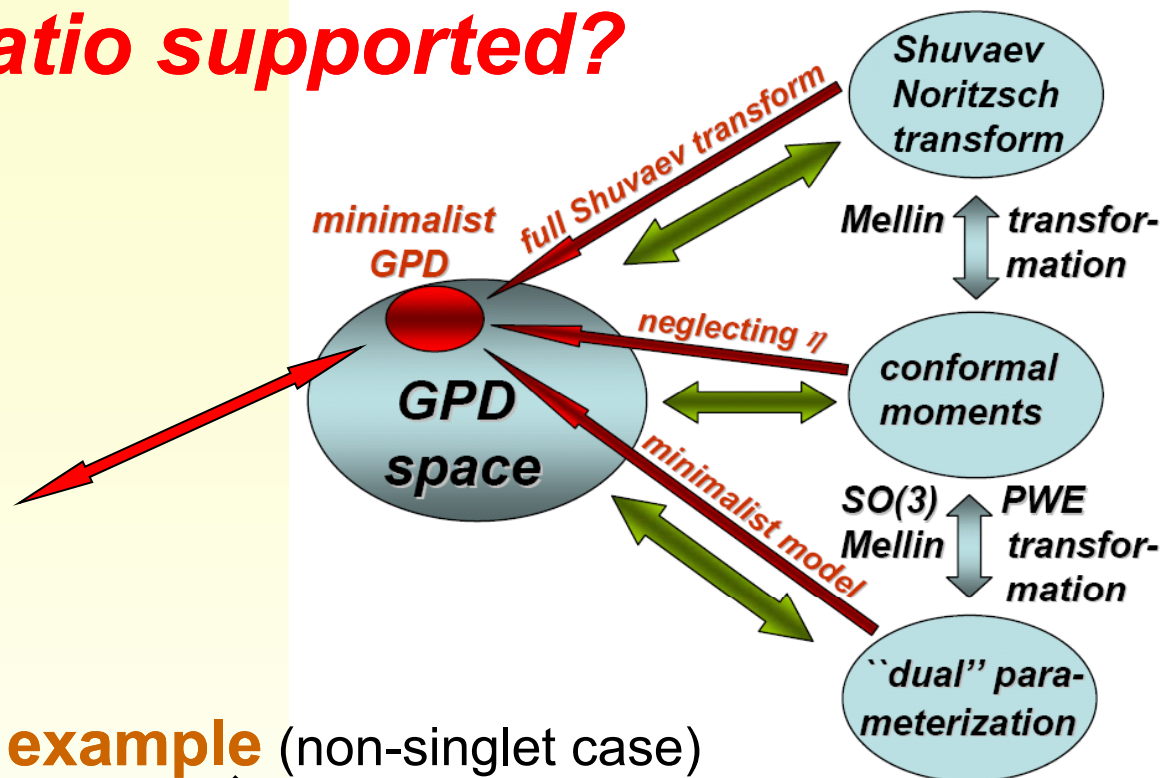 atio supported?
Shuvaev
Noritzsch
transform
full Shuvaev transform
minimalist
GPD
Mellin transfor-
mation
neglecting η
conformal
moments
GPD
space
minimalist model
SO(3) PWE
Mellin transfor-
mation
``dual'' para-
meterization
example (non-singlet case)